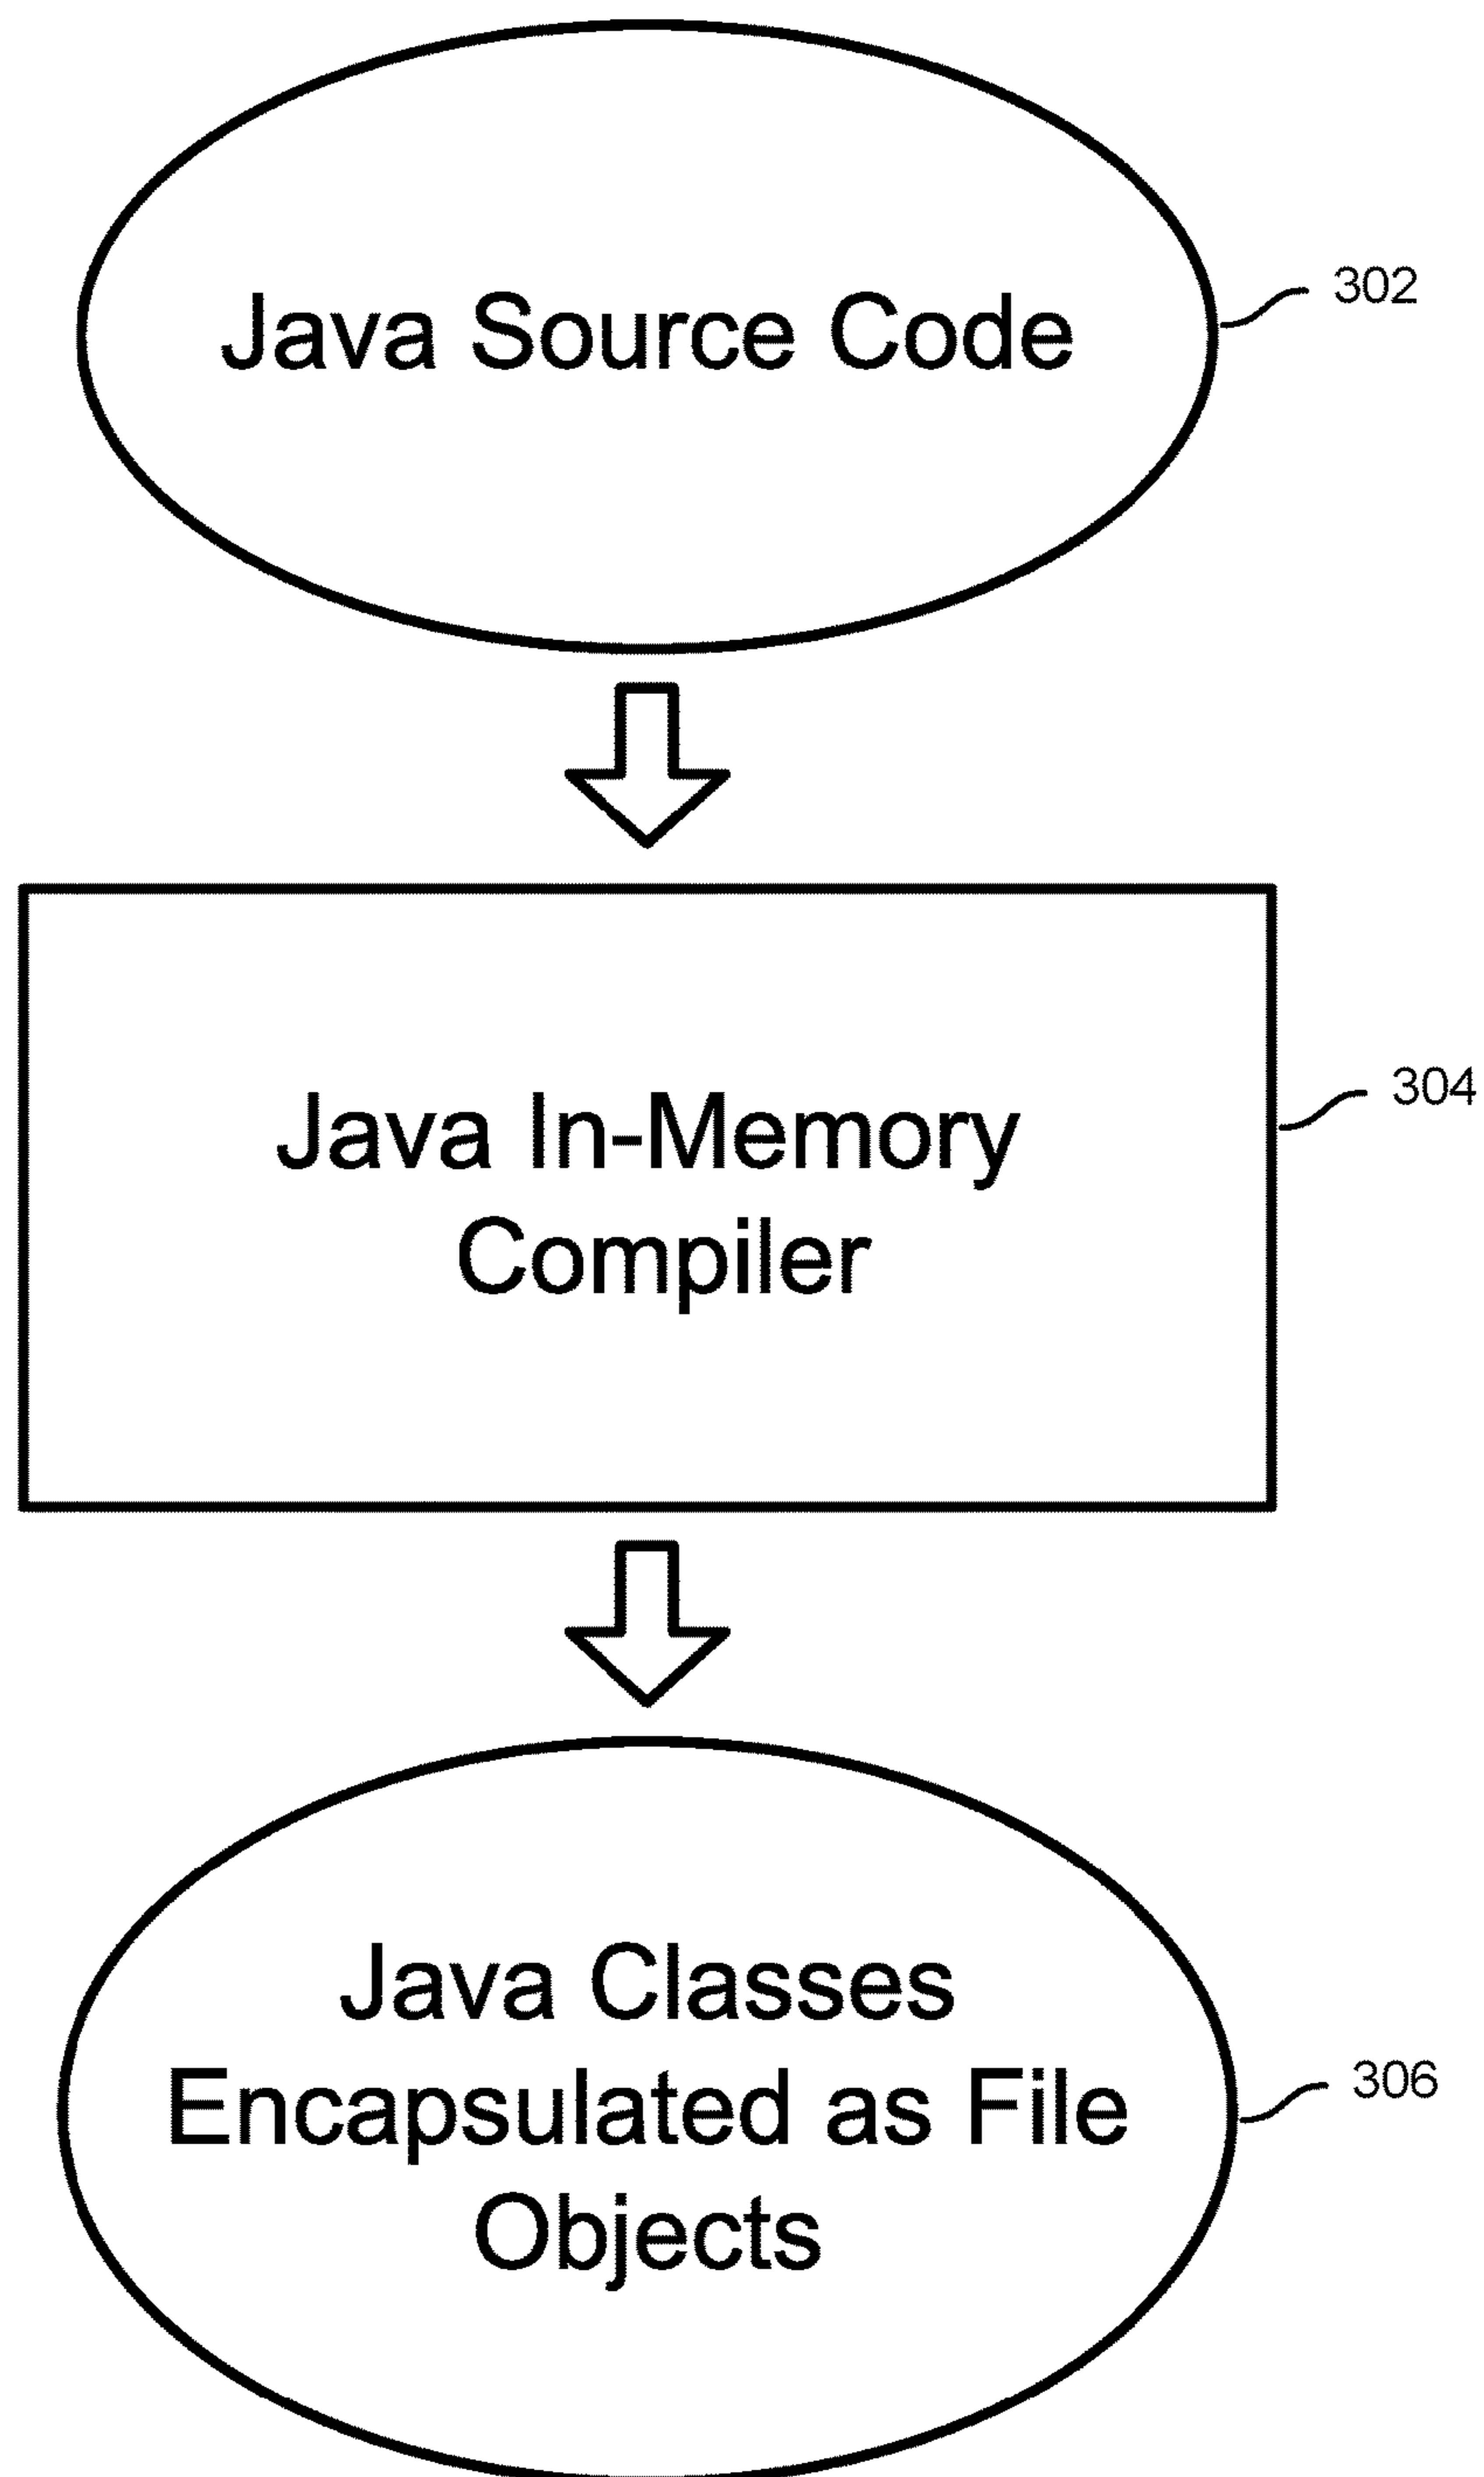 Java Source Code
302
Java In-Memory
Compiler
304
Java Classes
Encapsulated as File
Objects
306